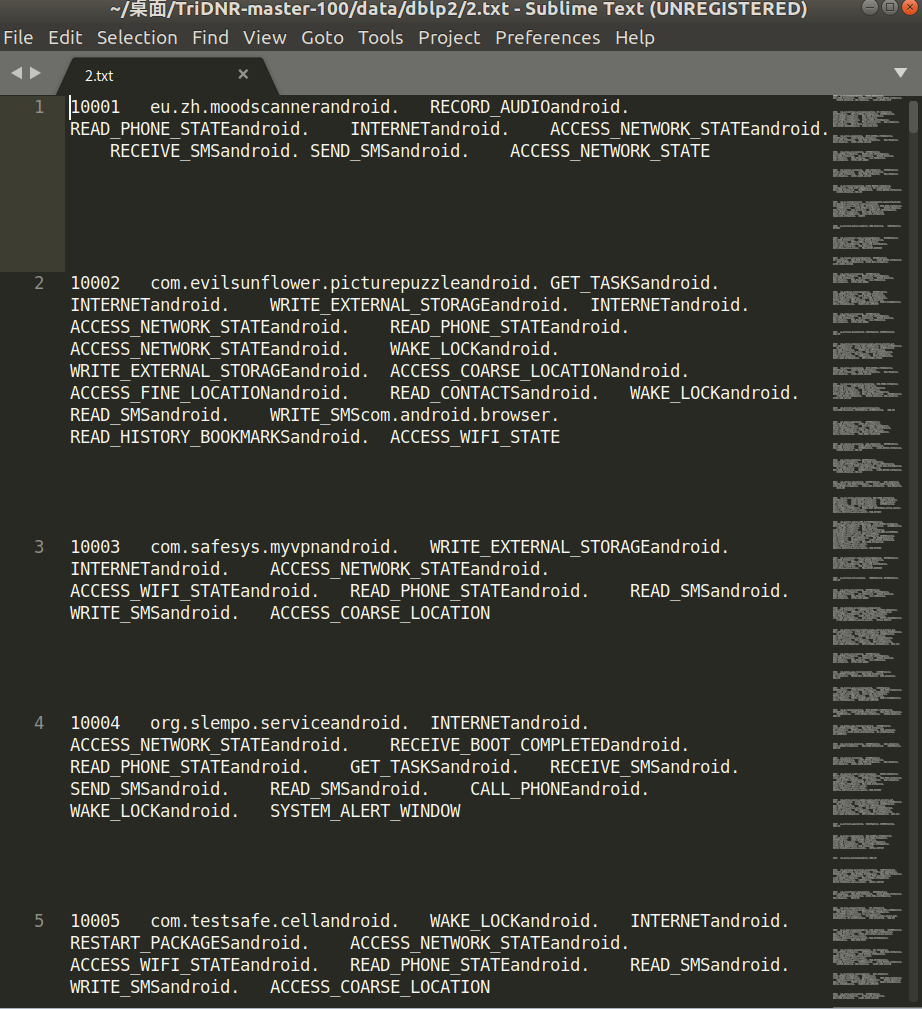 ~/桌面/TriDNR-master-100/data/dblp2/2.txt - Sublime Text (UNREGISTERED)
File Edit Selection Find View Goto Tools Project Preferences Help
2.txt
1 10001 eu.zh.moodscannerandroid. RECORD_AUDIOandroid.
READ_PHONE_STATEandroid. INTERNETandroid. ACCESS_NETWORK_STATEandroid.
RECEIVE_SMSandroid. SEND_SMSandroid. ACCESS_NETWORK_STATE
2 10002 com.evilsunflower.picturepuzzleandroid. GET_TASKSandroid.
INTERNETandroid. WRITE_EXTERNAL_STORAGEandroid. INTERNETandroid.
ACCESS_NETWORK_STATEandroid. READ_PHONE_STATEandroid.
ACCESS_NETWORK_STATEandroid. WAKE_LOCKandroid.
WRITE_EXTERNAL_STORAGEandroid. ACCESS_COARSE_LOCATIONandroid.
ACCESS_FINE_LOCATIONandroid. READ_CONTACTSandroid. WAKE_LOCKandroid.
READ_SMSandroid. WRITE_SMScom.android.browser.
READ_HISTORY_BOOKMARKSandroid. ACCESS_WIFI_STATE
3 10003 com.safesys.myvpnandroid. WRITE_EXTERNAL_STORAGEandroid.
INTERNETandroid. ACCESS_NETWORK_STATEandroid.
ACCESS_WIFI_STATEandroid. READ_PHONE_STATEandroid. READ_SMSandroid.
WRITE_SMSandroid. ACCESS_COARSE_LOCATION
4 10004 org.slempo.serviceandroid. INTERNETandroid.
ACCESS_NETWORK_STATEandroid. RECEIVE_BOOT_COMPLETEDandroid.
READ_PHONE_STATEandroid. GET_TASKSandroid. RECEIVE_SMSandroid.
SEND_SMSandroid. READ_SMSandroid. CALL_PHONEandroid.
WAKE_LOCKandroid. SYSTEM_ALERT_WINDOW
5 10005 com.testsafe.cellandroid. WAKE_LOCKandroid. INTERNETandroid.
RESTART_PACKAGESandroid. ACCESS_NETWORK_STATEandroid.
ACCESS_WIFI_STATEandroid. READ_PHONE_STATEandroid. READ_SMSandroid.
WRITE_SMSandroid. ACCESS_COARSE_LOCATION